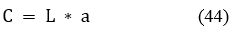 C = L * a (44)